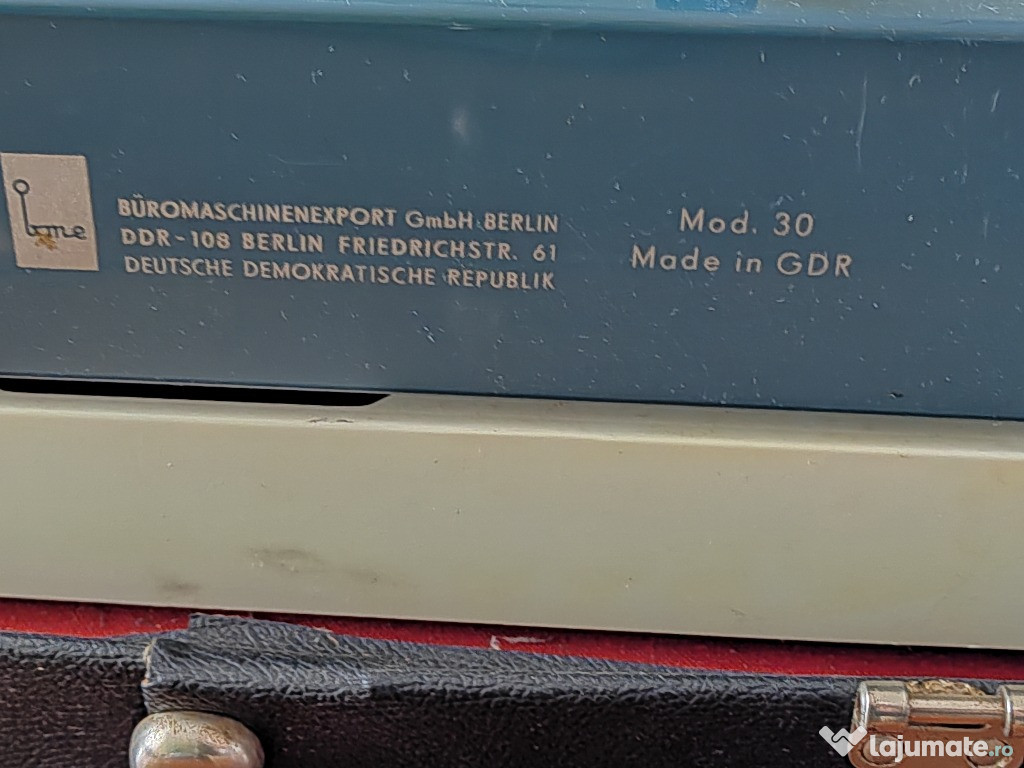 bme
BÜROMASCHINENEXPORT GmbH BERLIN
DDR-108 BERLIN FRIEDRICHSTR. 61
DEUTSCHE DEMOKRATISCHE REPUBLIK
Mod. 30
Made in GDR
lajumate.ro